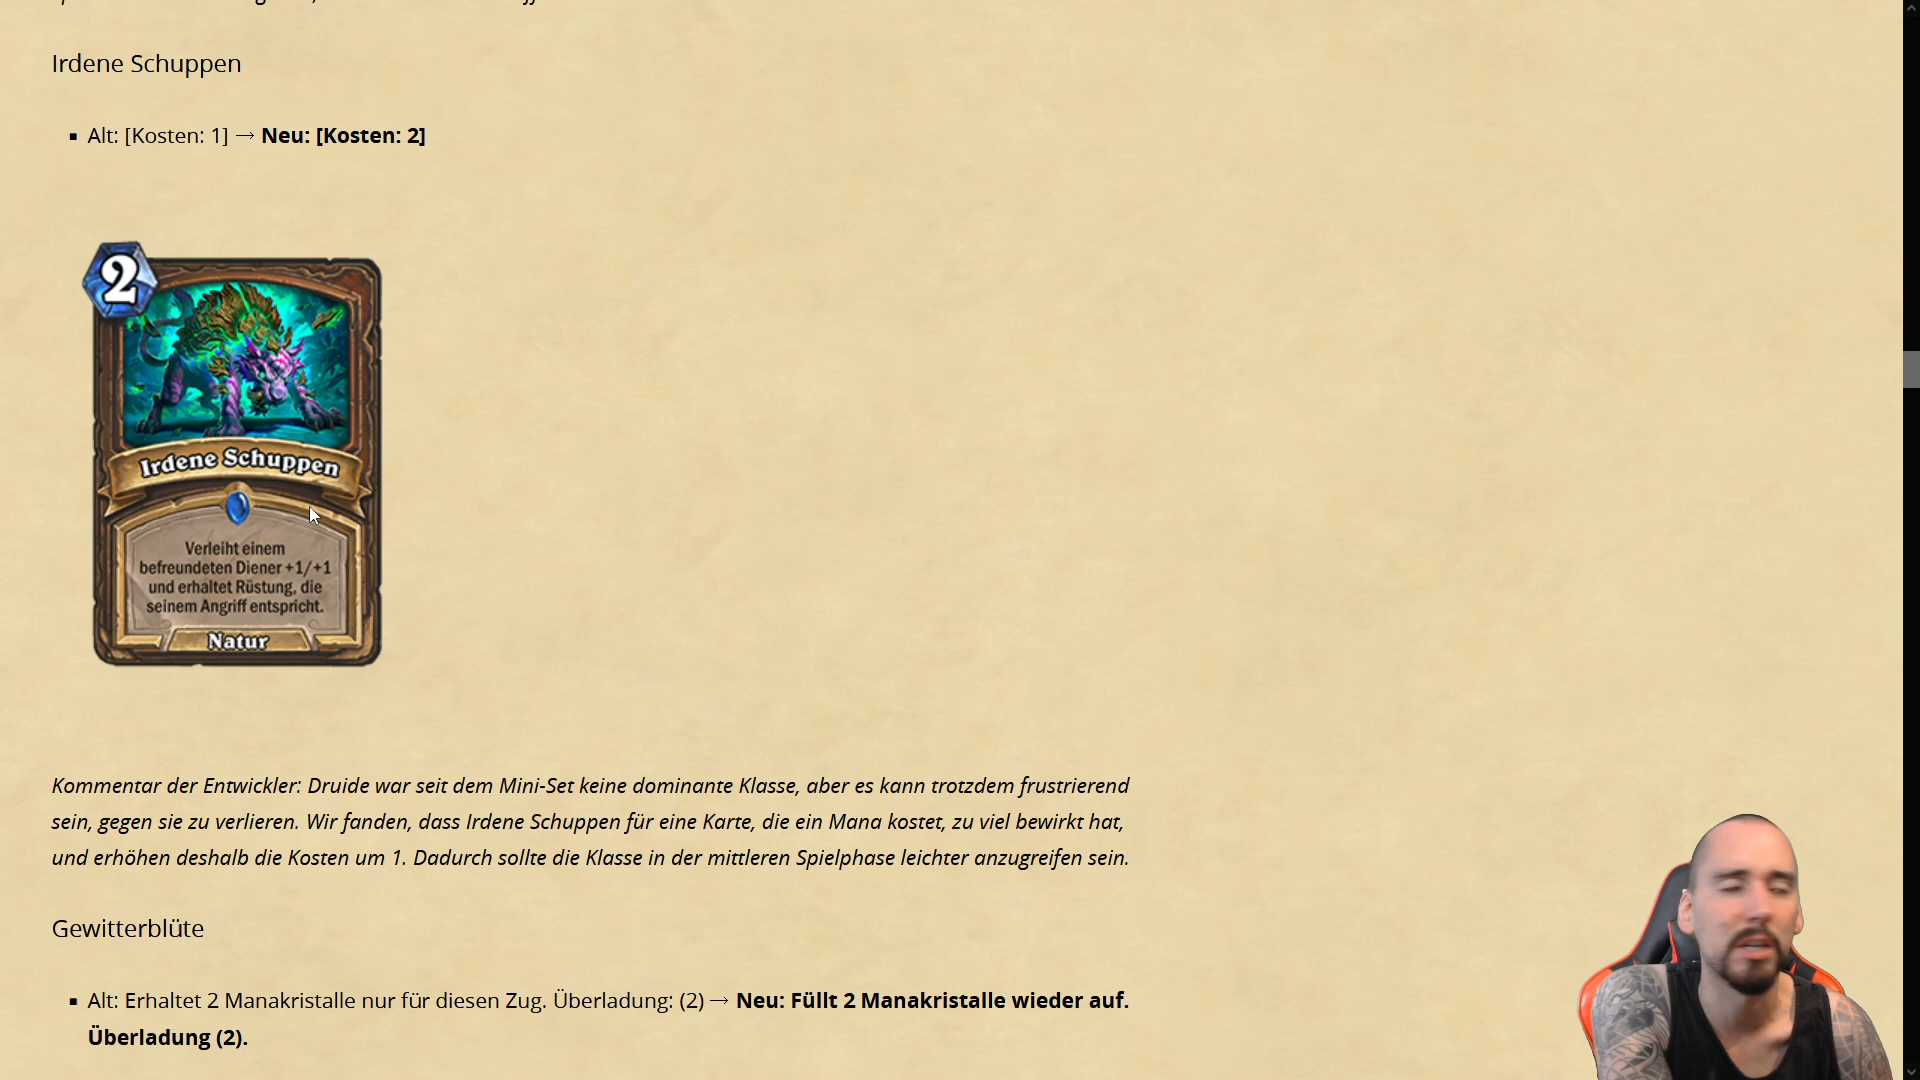 Irdene Schuppen
▪ Alt: [Kosten: 1] → Neu: [Kosten: 2]
2
Irdene Schuppen
Verleiht einem
befreundeten Diener +1/+1
und erhaltet Rüstung, die
seinem Angriff entspricht.
Natur
Kommentar der Entwickler: Druide war seit dem Mini-Set keine dominante Klasse, aber es kann trotzdem frustrierend
sein, gegen sie zu verlieren. Wir fanden, dass Irdene Schuppen für eine Karte, die ein Mana kostet, zu viel bewirkt hat,
und erhöhen deshalb die Kosten um 1. Dadurch sollte die Klasse in der mittleren Spielphase leichter anzugreifen sein.
Gewitterblüte
▪ Alt: Erhaltet 2 Manakristalle nur für diesen Zug. Überladung: (2) → Neu: Füllt 2 Manakristalle wieder auf.
Überladung (2).